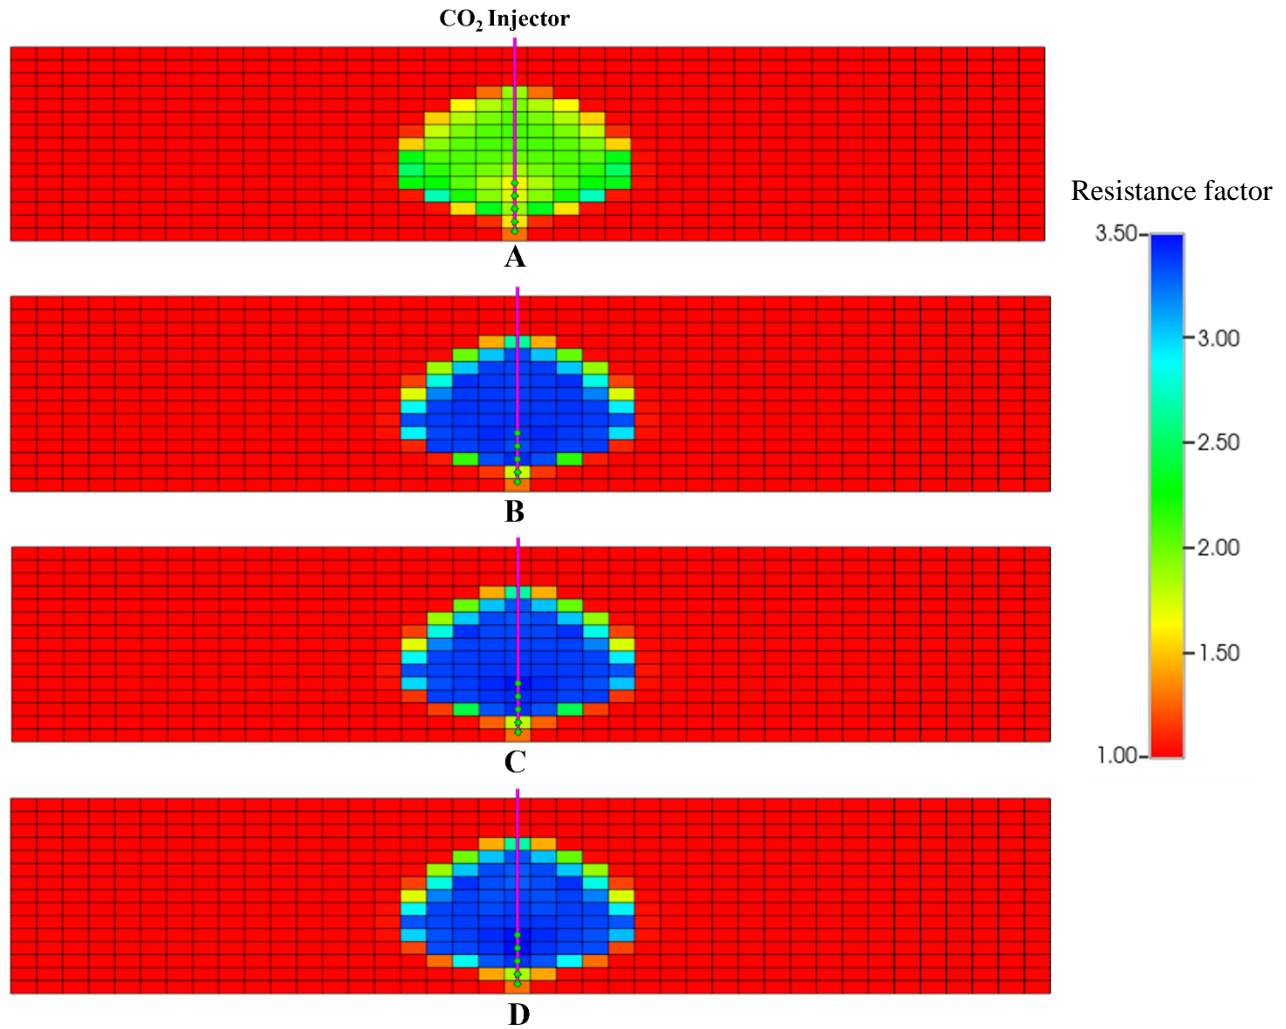 CO₂ Injector
A
Resistance factor
3.50
3.00
2.50
2.00
1.50
1.00
B
C
D